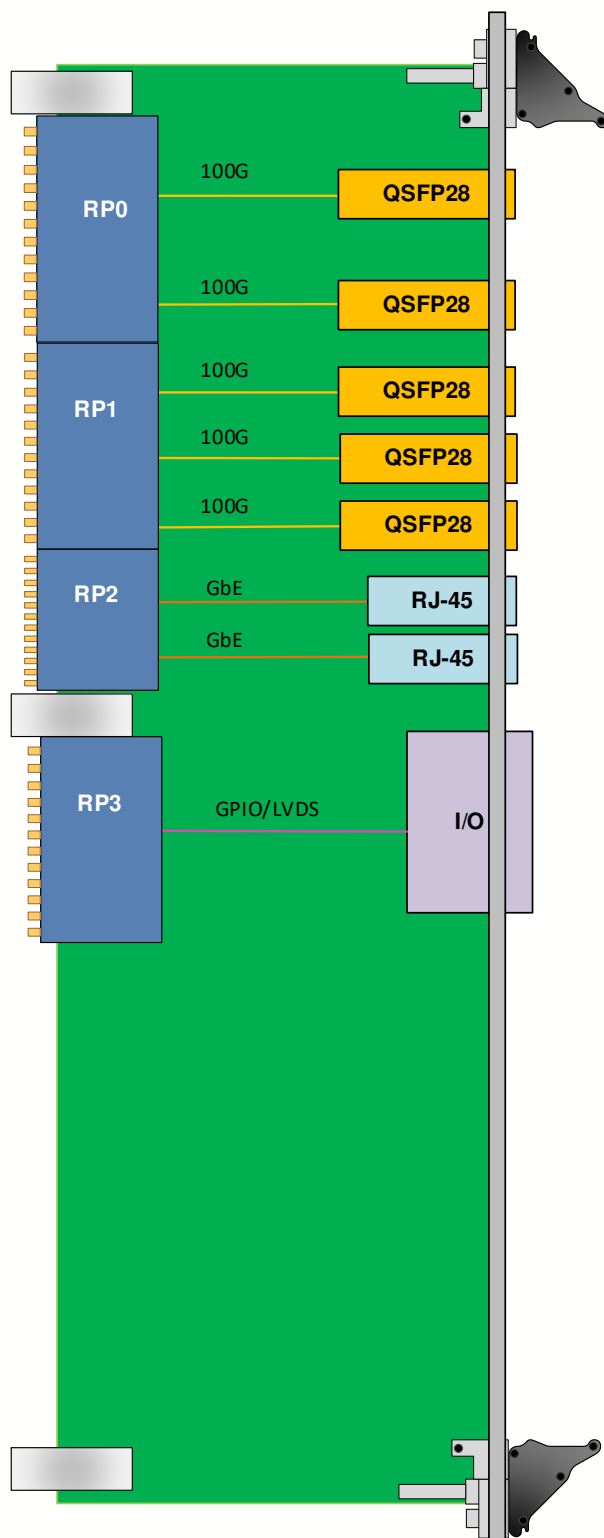 100G
RP0
QSFP28
100G
QSFP28
100G
RP1
QSFP28
100G
QSFP28
100G
QSFP28
RP2
GbE
RJ-45
GbE
RJ-45
RP3
GPIO/LVDS
I/O